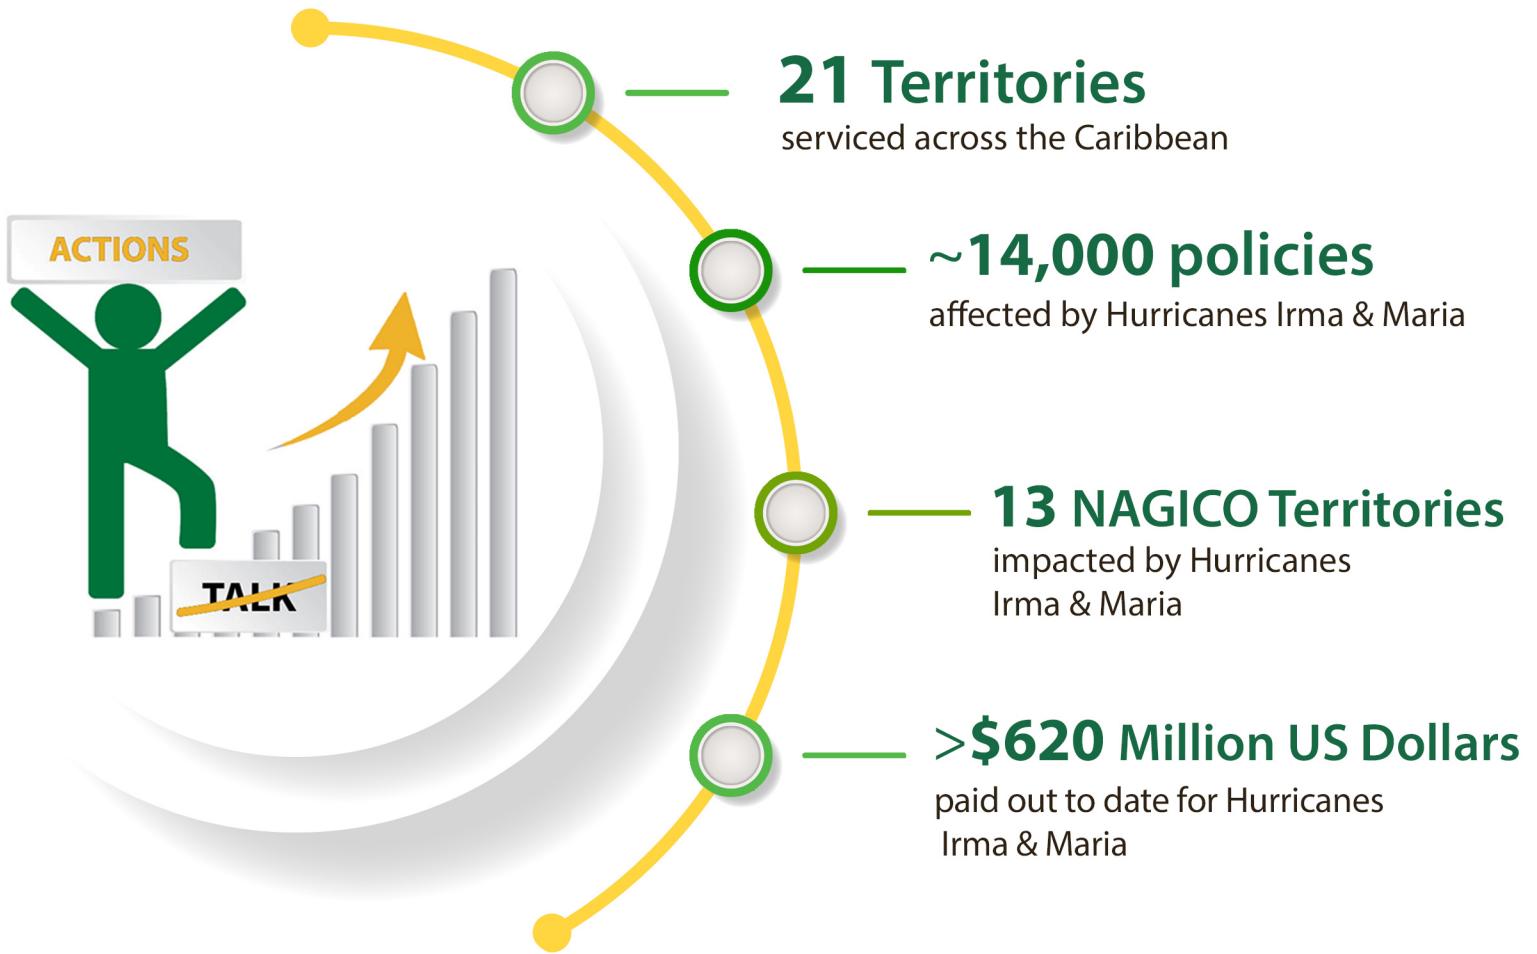 21 Territories
serviced across the Caribbean
ACTIONS
~14,000 policies
affected by Hurricanes Irma & Maria
13 NAGICO Territories
impacted by Hurricanes
Irma & Maria
TALK
>$620 Million US Dollars
paid out to date for Hurricanes
Irma & Maria